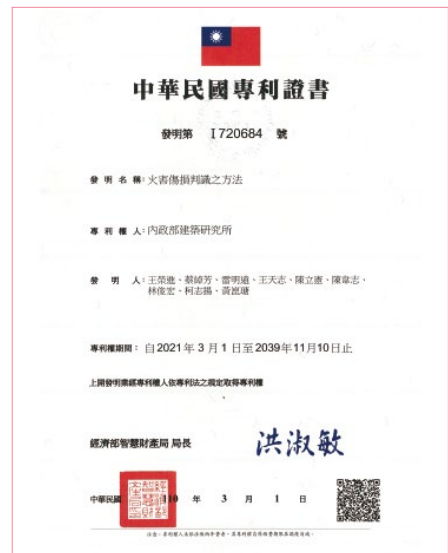 中華民國專利證書
發明第 I720684 號
發明名稱：火害傷損判識之方法
專利權人：內政部建築研究所
發明人：王榮進、蔡綽芳、雷明遠、王天志、陳立憲、陳韋志、
林俊宏、柯志揚、黃崑瑭
專利權期間：自2021年3月1日至2039年11月10日止
上開發明業經專利權人依專利法之規定取得專利權
經濟部智慧財產局 局長
洪淑敏
中華民國 110 年 3 月 1 日